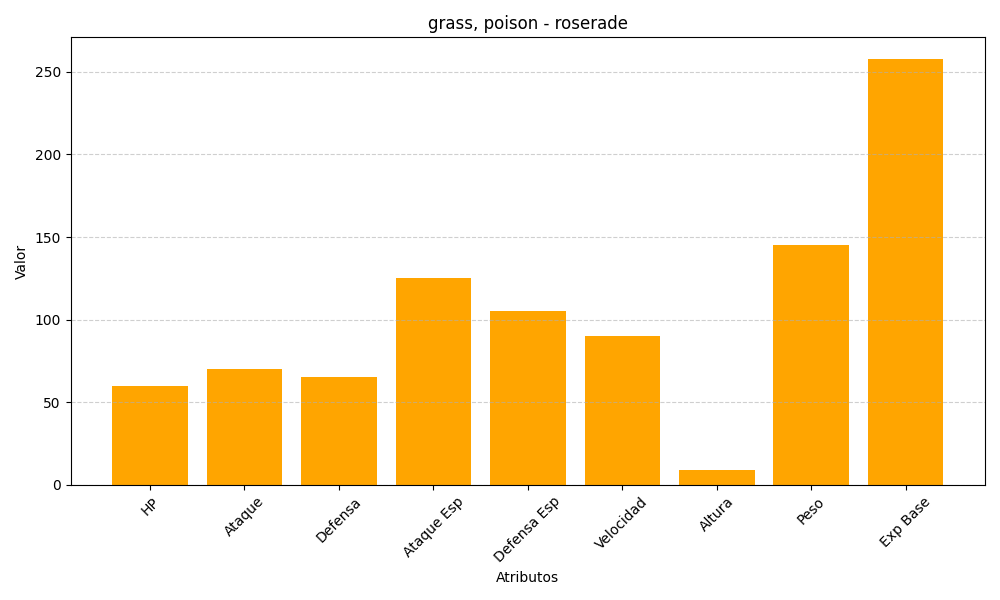 grass, poison - roserade
Valor
250
200
150
100
50
0
HP
Ataque
Defensa
Ataque Esp
Defensa Esp
Velocidad
Altura
Peso
Exp Base
Atributos